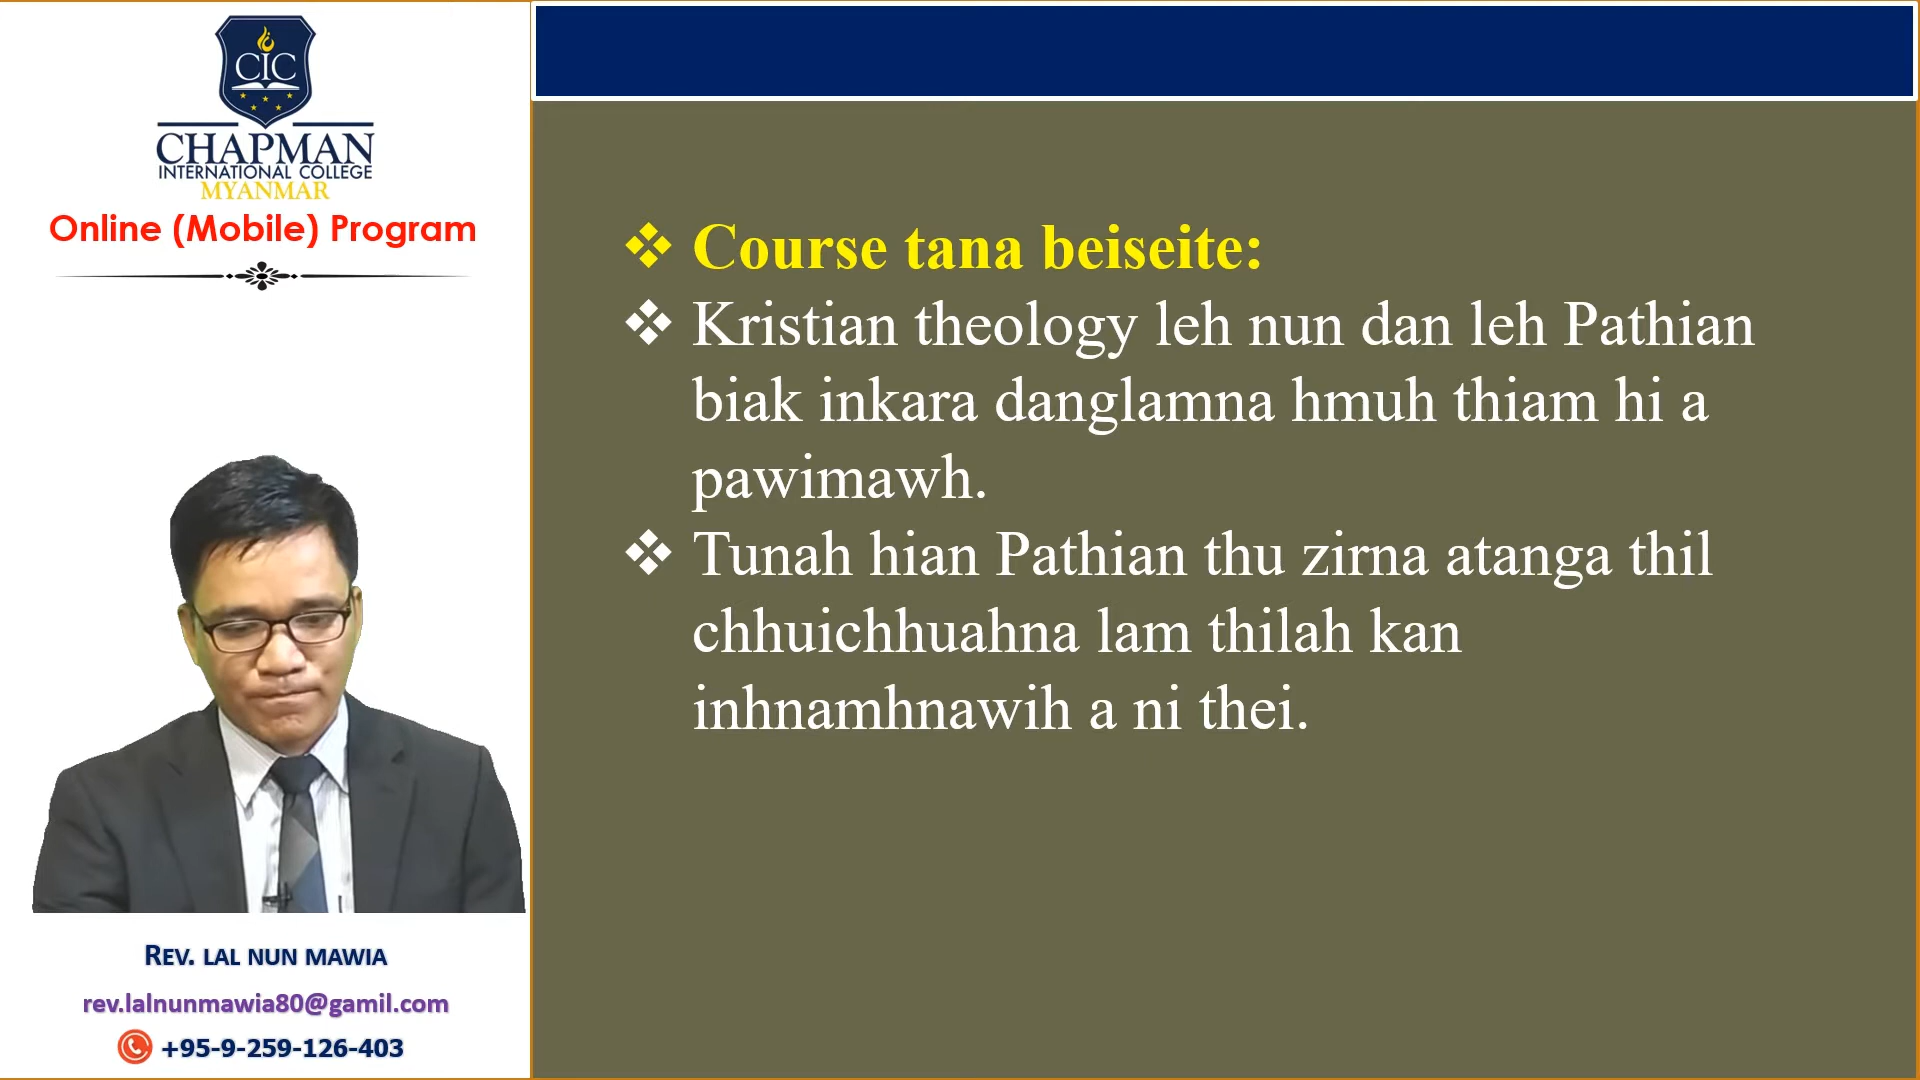 CIC
CHAPMAN
INTERNATIONAL COLLEGE
MYANMAR
Online (Mobile) Program
REV. LAL NUN MAWIA
rev.lalnunmawia80@gamil.com
+95-9-259-126-403
❖ Course tana beiseite:
❖ Kristian theology leh nun dan leh Pathian
biak inkara danglamna hmuh thiam hi a
pawimawh.
❖ Tunah hian Pathian thu zirna atanga thil
chhuichhuahna lam thilah kan
inhnamhnawih a ni thei.